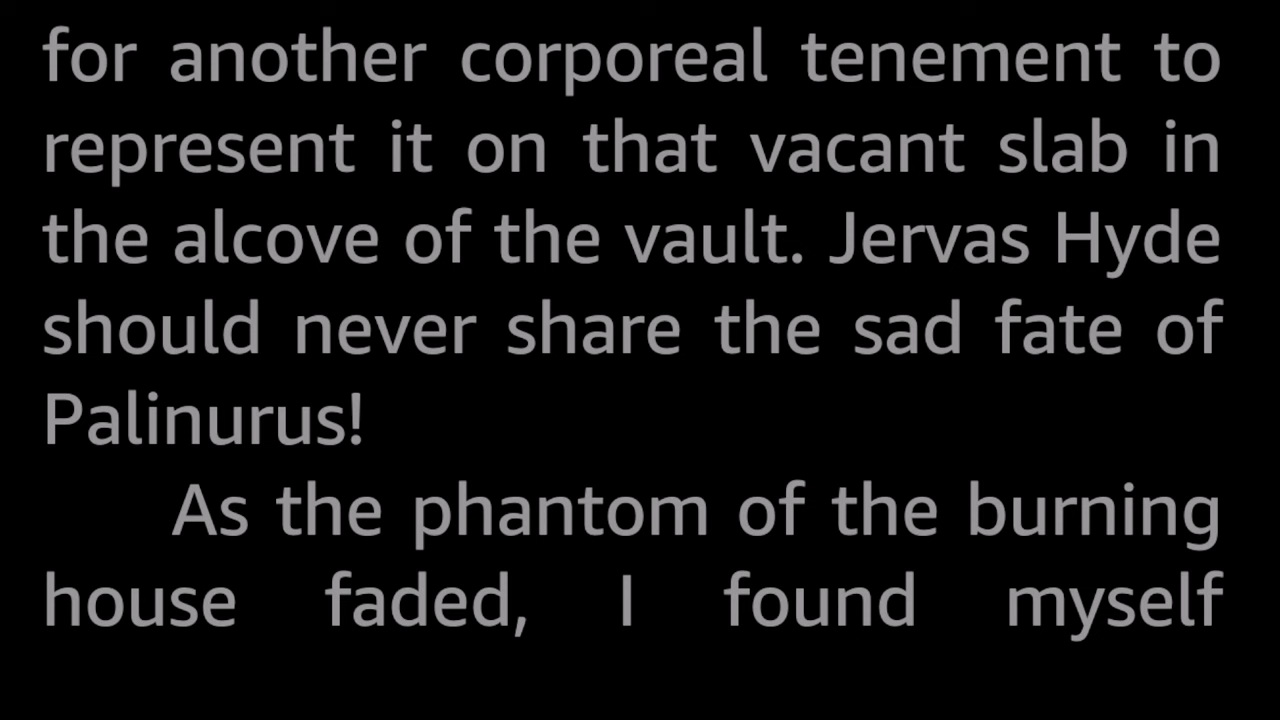 for another corporeal tenement to
represent it on that vacant slab in
the alcove of the vault. Jervas Hyde
should never share the sad fate of
Palinurus!
As the phantom of the burning
house faded, I found myself